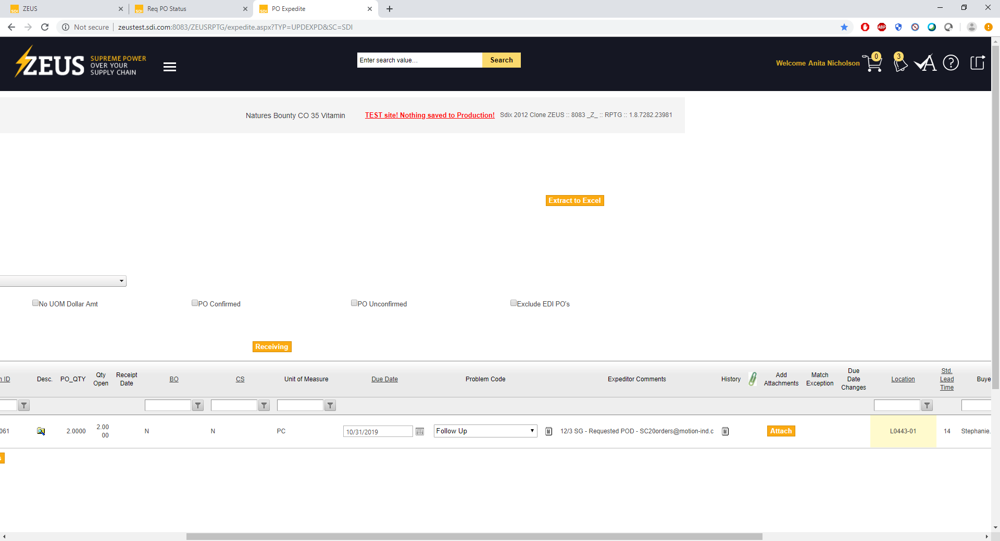 ZEUS
Req PO Status
PO Expedite
Not secure
zeustest.sdi.com:8083/ZEUSRPTG/expedite.aspx?TYP=UPDEXPD&SC=SDI
ABP
ZEUS
SUPREME POWER
OVER YOUR
SUPPLY CHAIN
Enter search value...
Search
Welcome Anita Nicholson
0
3
Natures Bounty CO 35 Vitamin
TEST site! Nothing saved to Production!
Sdix 2012 Clone ZEUS :: 8083 _Z_ :: RPTG :: 1.8.7282.23981
Extract to Excel
No UOM Dollar Amt
PO Confirmed
PO Unconfirmed
Exclude EDI PO's
Receiving
ID
Desc.
PO_QTY
Qty
Open
Receipt
Date
BO
CS
Unit of Measure
Due Date
Problem Code
Expeditor Comments
History
Add
Attachments
Match
Exception
Due
Date
Changes
Location
Std.
Lead
Time
Buye
061
2.0000
2.00
00
N
N
PC
10/31/2019
Follow Up
12/3 SG - Requested POD - SC20orders@motion-ind.c
Attach
L0443-01
14
Stephanie.